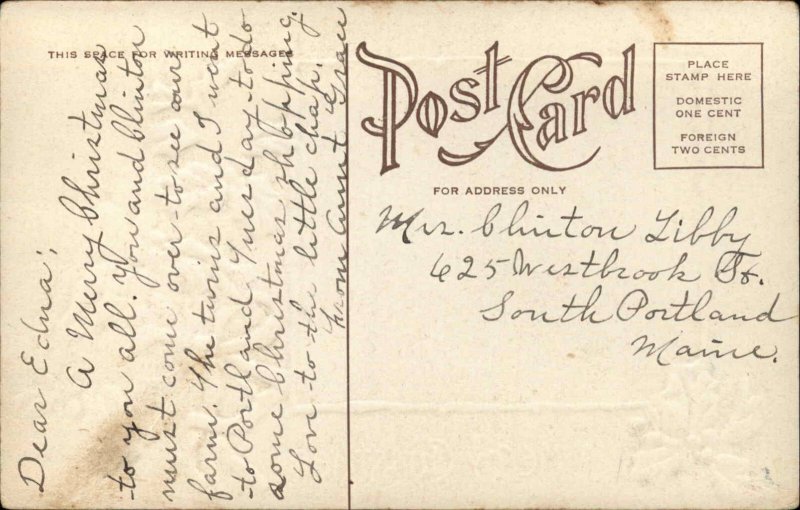 THIS SPACE FOR WRITING MESSAGES
Dear Edna;
A Merry Christmas
to you all. You and Clinton
must come over to see our
farm. The twins and I went
to Portland Tuesday to do
some Christmas shopping.
Love to the little chap.
From Aunt Grace
Post Card
FOR ADDRESS ONLY
PLACE
STAMP HERE
DOMESTIC
ONE CENT
FOREIGN
TWO CENTS
Mrs. Clinton Libby
625 Westbrook St.
South Portland
Maine.